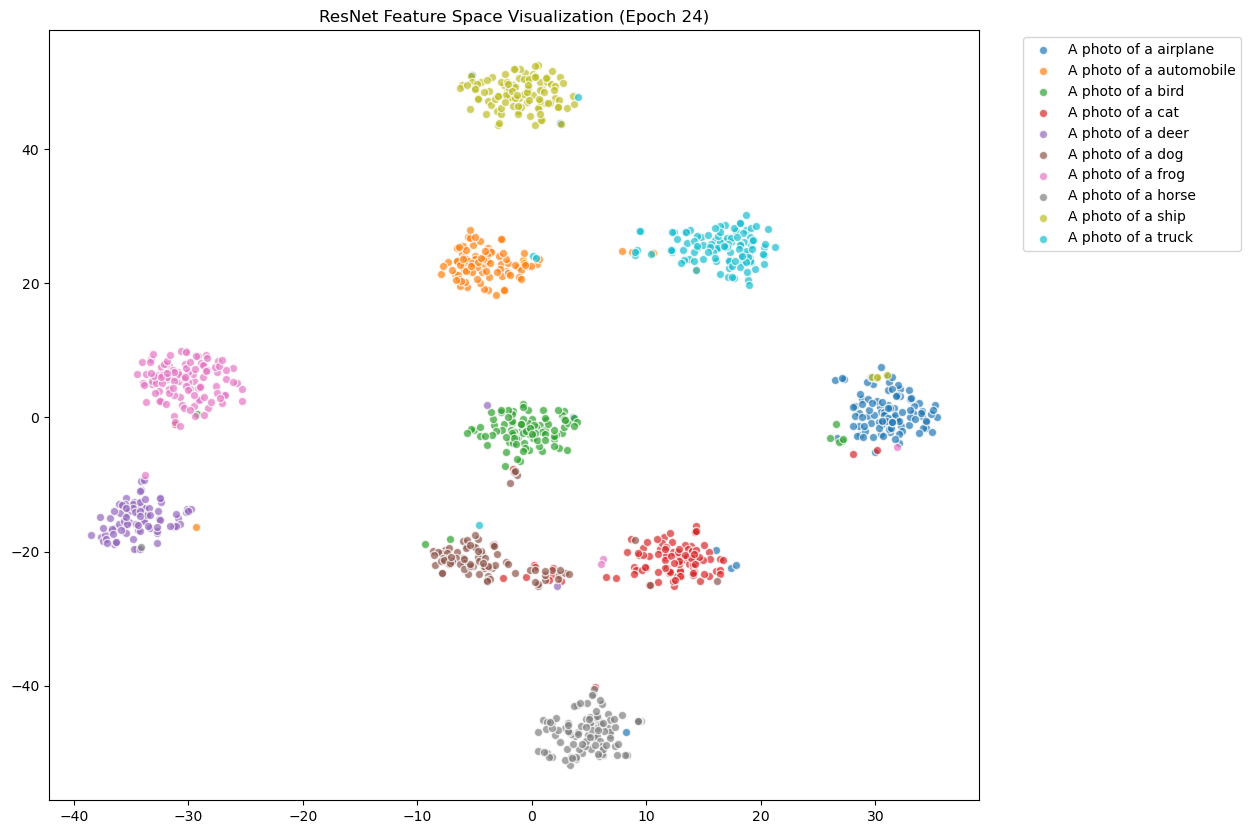 ResNet Feature Space Visualization (Epoch 24)
A photo of a airplane
A photo of a automobile
A photo of a bird
A photo of a cat
A photo of a deer
A photo of a dog
A photo of a frog
A photo of a horse
A photo of a ship
A photo of a truck
40
20
0
−20
−40
−40 −30 −20 −10 0 10 20 30